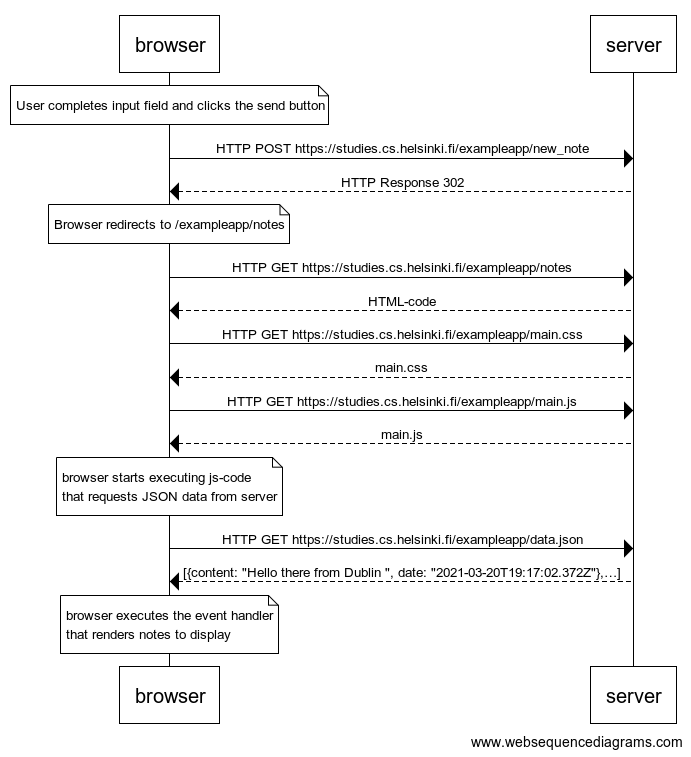 browser
server
User completes input field and clicks the send button
HTTP POST https://studies.cs.helsinki.fi/exampleapp/new_note
HTTP Response 302
Browser redirects to /exampleapp/notes
HTTP GET https://studies.cs.helsinki.fi/exampleapp/notes
HTML-code
HTTP GET https://studies.cs.helsinki.fi/exampleapp/main.css
main.css
HTTP GET https://studies.cs.helsinki.fi/exampleapp/main.js
main.js
browser starts executing js-code
that requests JSON data from server
HTTP GET https://studies.cs.helsinki.fi/exampleapp/data.json
[{content: "Hello there from Dublin ", date: "2021-03-20T19:17:02.372Z"},…]
browser executes the event handler
that renders notes to display
browser
server
www.websequencediagrams.com